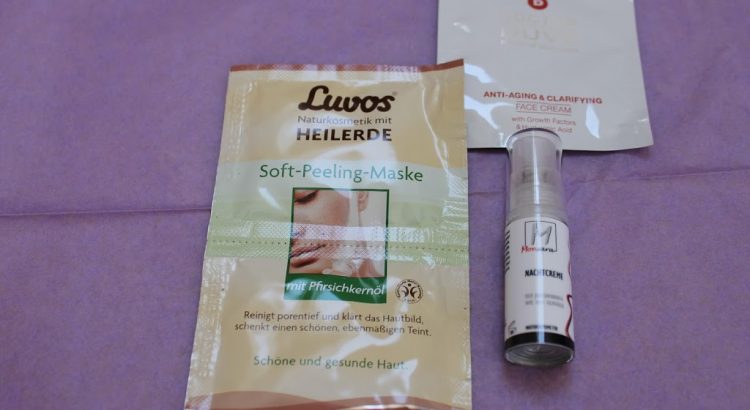 ANTI-AGING & CLARIFYING
FACE CREAM
with Growth Factors
Luvos®
Naturkosmetik mit
HEILERDE
Soft-Peeling-Maske
mit Pfirsichkernöl
Reinigt porentief und klärt das Hautbild,
schenkt einen schönen, ebenmäßigen Teint.
Schöne und gesunde Haut.
M
NACHTCREME